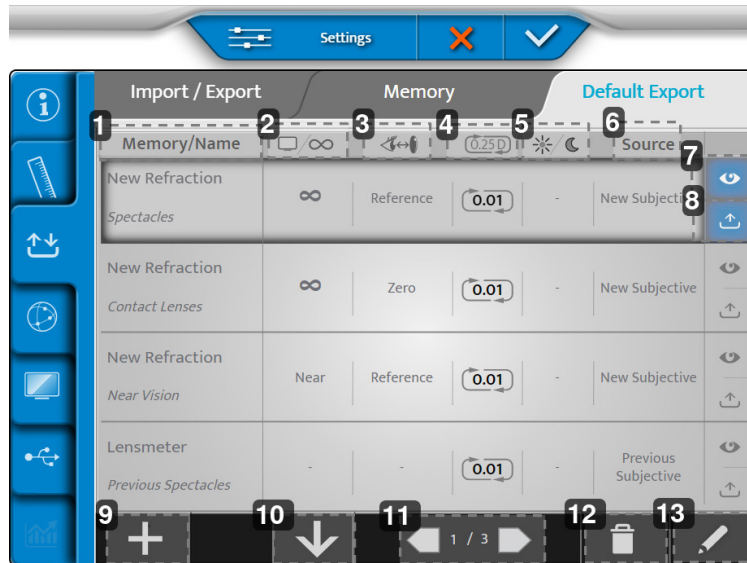 Settings
Import / Export
Memory
Default Export
1
2
3
4
5
6
Memory/Name
/∞
0.25 D
/
Source
7
New Refraction
Spectacles
∞
Reference
0.01
-
New Subjective
8
New Refraction
Contact Lenses
∞
Zero
0.01
-
New Subjective
New Refraction
Near Vision
Near
Reference
0.01
-
New Subjective
Lensmeter
Previous Spectacles
-
-
0.01
-
Previous
Subjective
9
10
11
12
13
1 / 3